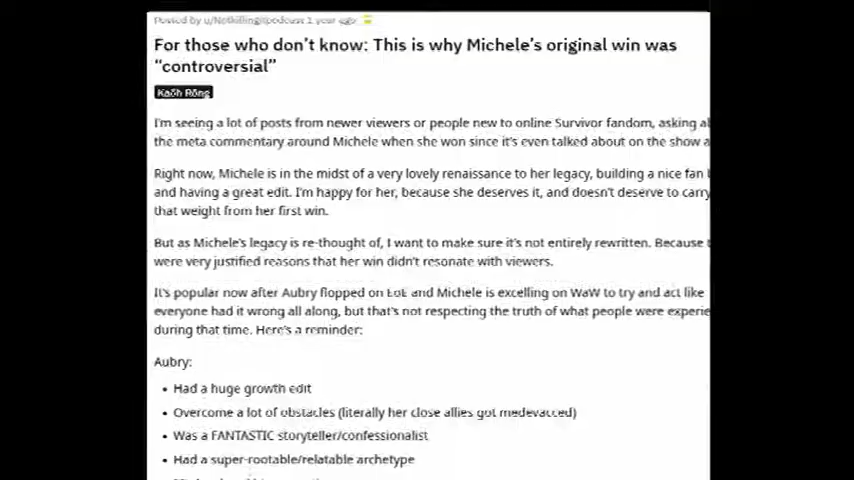 Posted by u/Notkillingitpodcast 1 year ago
For those who don't know: This is why Michele's original win was
"controversial"
Kaôh Rōng
I'm seeing a lot of posts from newer viewers or people new to online Survivor fandom, asking
the meta commentary around Michele when she won since it's even talked about on the show
Right now, Michele is in the midst of a very lovely renaissance to her legacy, building a nice fan
and having a great edit. I'm happy for her, because she deserves it, and doesn't deserve to carry
that weight from her first win.
But as Michele's legacy is re-thought of, I want to make sure it's not entirely rewritten. Because
were very justified reasons that her win didn't resonate with viewers.
It's popular now after Aubry flopped on EoE and Michele is excelling on WaW to try and act like
everyone had it wrong all along, but that's not respecting the truth of what people were
during that time. Here's a reminder:
Aubry:
• Had a huge growth edit
• Overcome a lot of obstacles (literally her close allies got medevacced)
• Was a FANTASTIC storyteller/confessionalist
• Had a super-rootable/relatable archetype